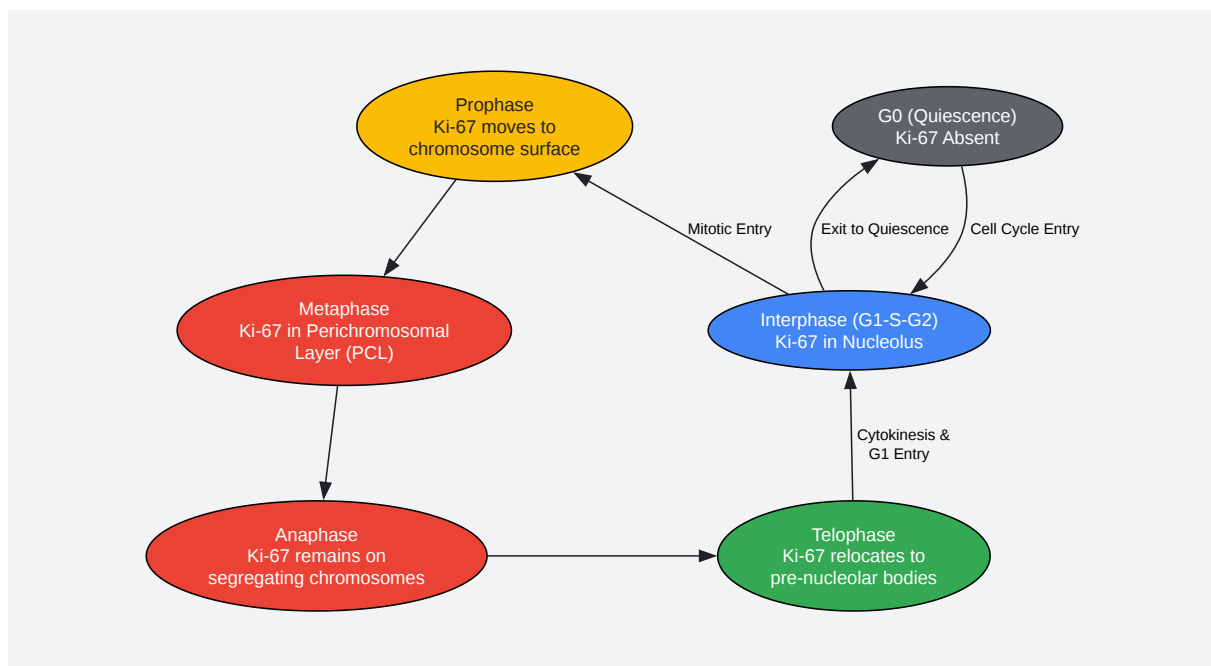 Prophase
Ki-67 moves to
chromosome surface
G0 (Quiescence)
Ki-67 Absent
Mitotic Entry
Exit to Quiescence
Cell Cycle Entry
Metaphase
Ki-67 in Perichromosomal
Layer (PCL)
Interphase (G1-S-G2)
Ki-67 in Nucleolus
Cytokinesis &
G1 Entry
Anaphase
Ki-67 remains on
segregating chromosomes
Telophase
Ki-67 relocates to
pre-nucleolar bodies